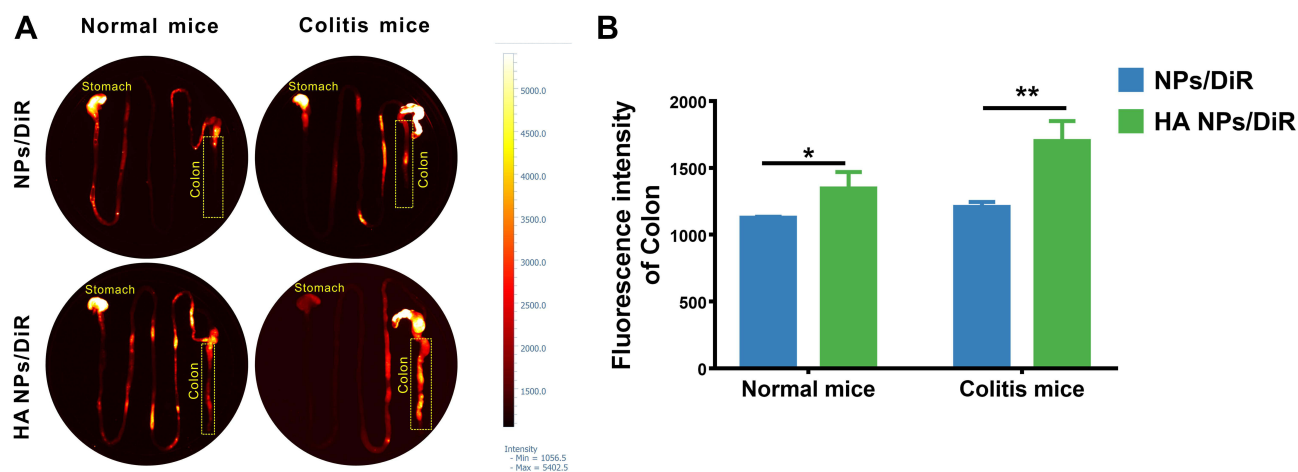 A
Normal mice
Colitis mice
NPs/DiR
HA NPs/DiR
Stomach
Colon
Stomach
Colon
Stomach
Colon
Stomach
Colon
5000.0
4500.0
4000.0
3500.0
3000.0
2500.0
2000.0
1500.0
Intensity
- Min = 1056.5
- Max = 5402.5
B
NPs/DiR
HA NPs/DiR
Fluorescence intensity
of Colon
2000
1500
1000
500
0
*
**
Normal mice
Colitis mice